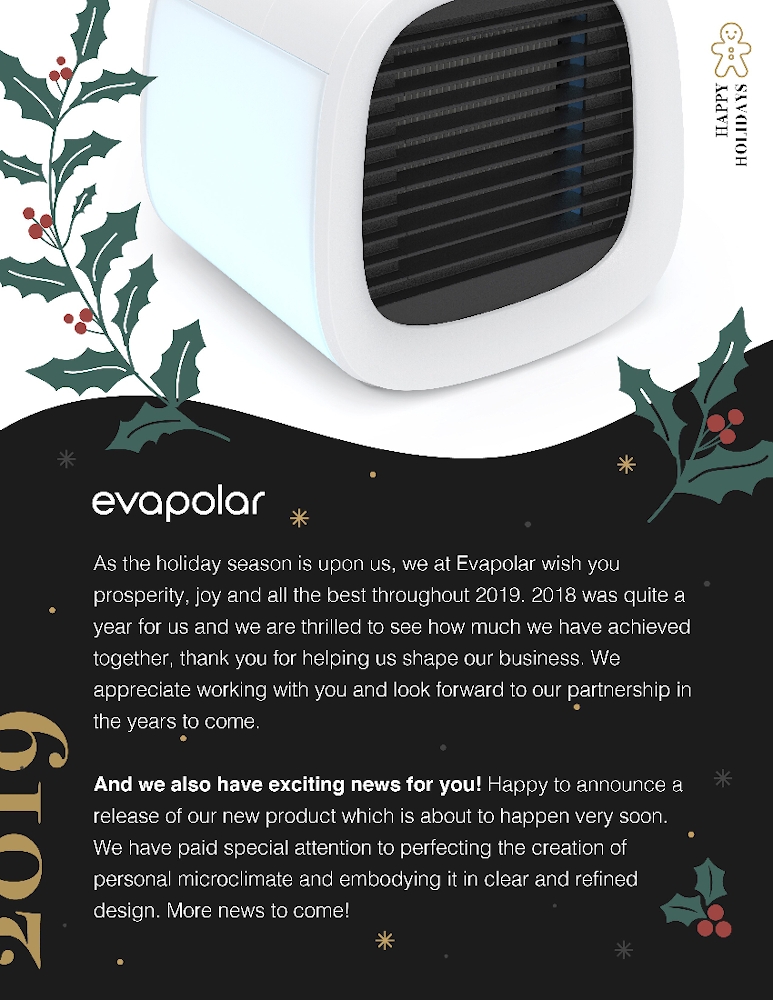 HAPPY
HOLIDAYS
evapolar
As the holiday season is upon us, we at Evapolar wish you
prosperity, joy and all the best throughout 2019. 2018 was quite a
year for us and we are thrilled to see how much we have achieved
together, thank you for helping us shape our business. We
appreciate working with you and look forward to our partnership in
the years to come.
2019
And we also have exciting news for you! Happy to announce a
release of our new product which is about to happen very soon.
We have paid special attention to perfecting the creation of
personal microclimate and embodying it in clear and refined
design. More news to come!